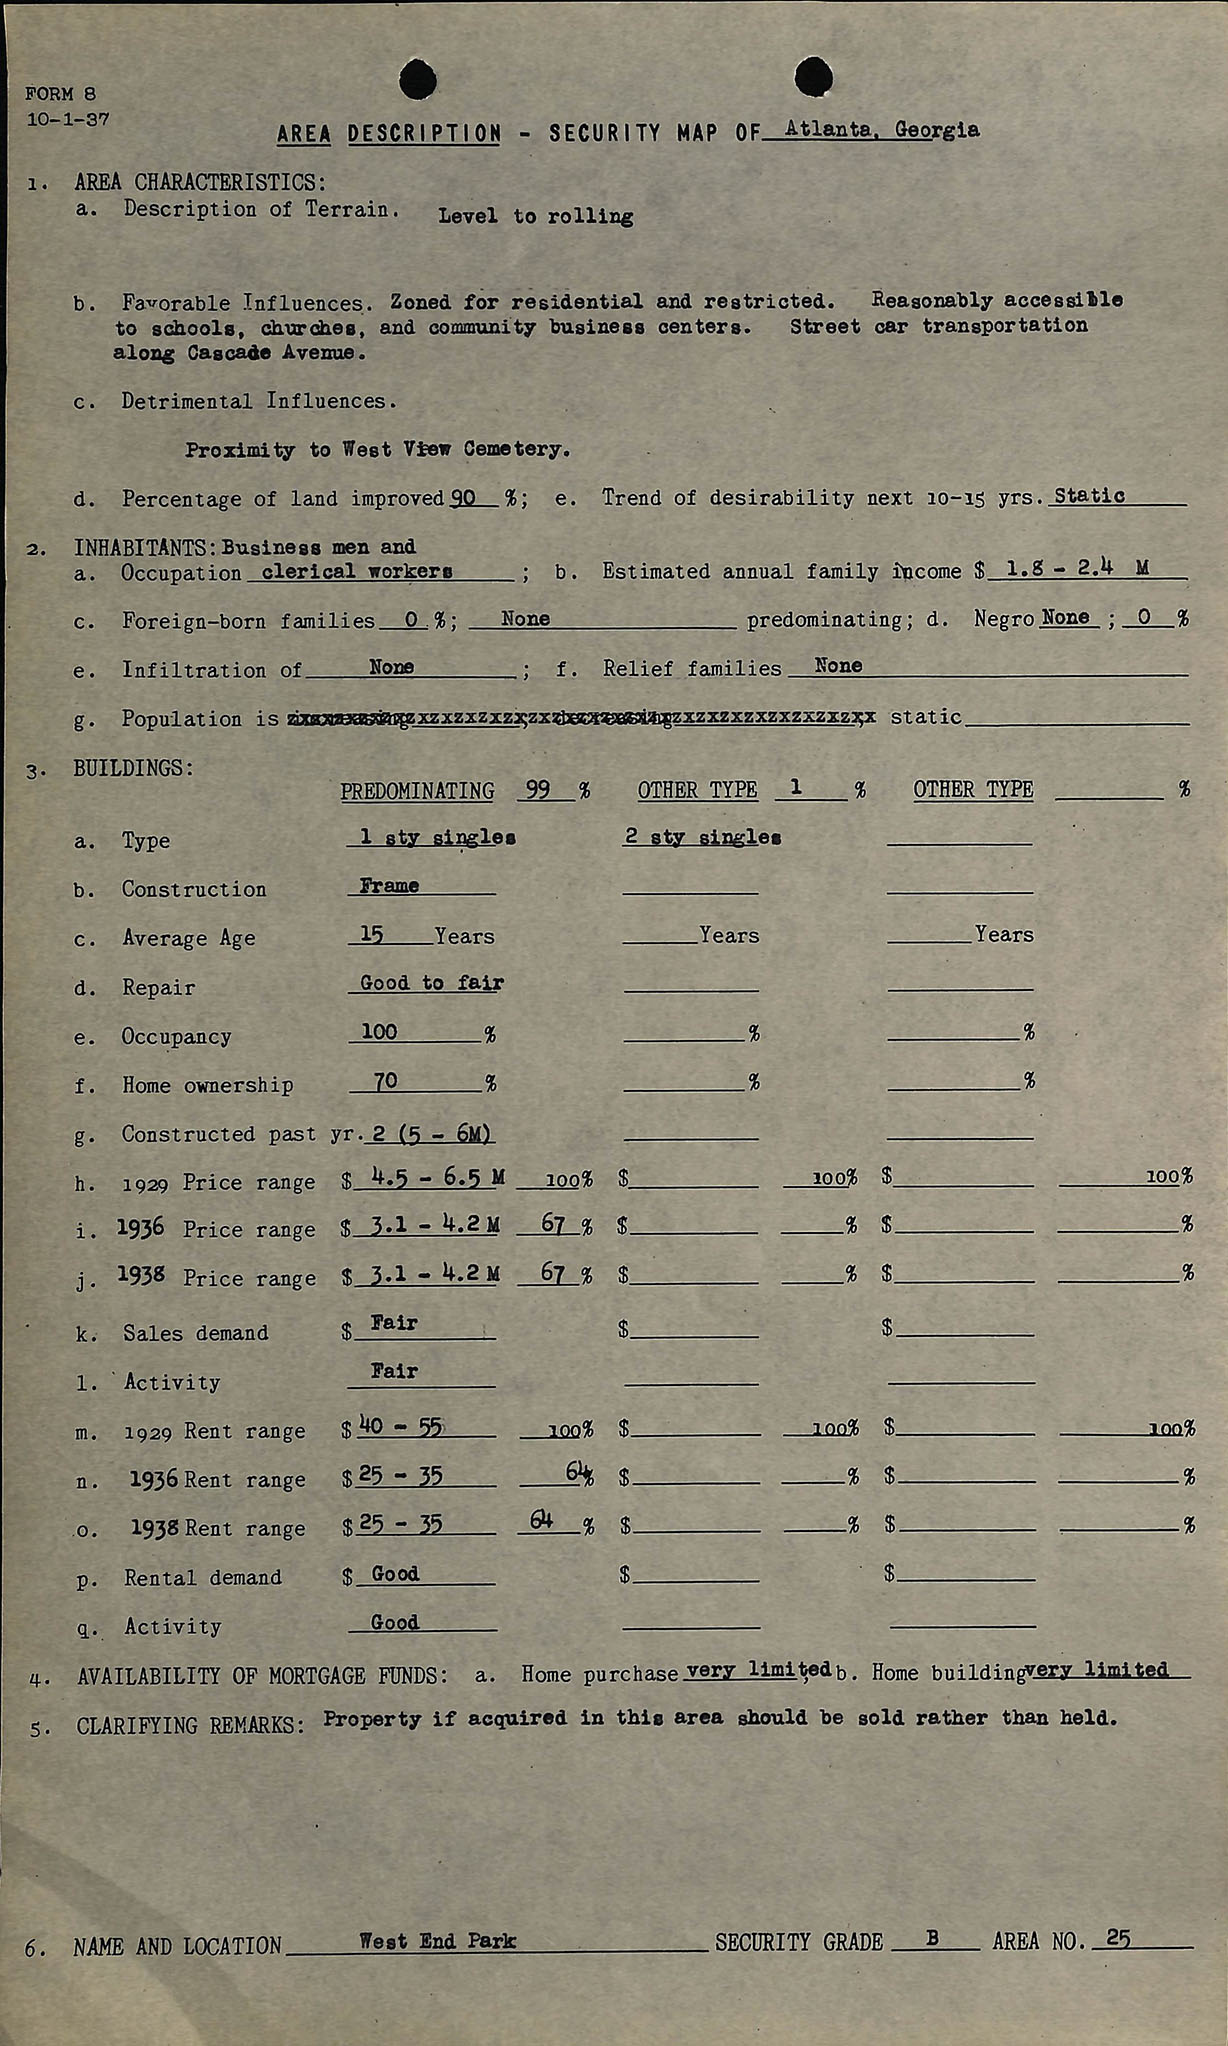 FORM 8
10-1-37
AREA DESCRIPTION - SECURITY MAP OF Atlanta, Georgia
1. AREA CHARACTERISTICS:
a. Description of Terrain. Level to rolling
b. Favorable Influences. Zoned for residential and restricted. Reasonably accessible
to schools, churches, and community business centers. Street car transportation
along Cascade Avenue.
c. Detrimental Influences.
Proximity to West View Cemetery.
d. Percentage of land improved 90 %; e. Trend of desirability next 10-15 yrs. Static
2. INHABITANTS: Business men and
a. Occupation clerical workers ; b. Estimated annual family income $ 1.8 - 2.4 M
c. Foreign-born families 0 %; None predominating; d. Negro None ; 0 %
e. Infiltration of None ; f. Relief families None
g. Population is static
3. BUILDINGS:
PREDOMINATING 99 % OTHER TYPE 1 % OTHER TYPE %
a. Type 1 sty singles 2 sty singles
b. Construction Frame
c. Average Age 15 Years Years Years
d. Repair Good to fair
e. Occupancy 100 % % %
f. Home ownership 70 % % %
g. Constructed past yr. 2 (5 - 6M)
h. 1929 Price range $ 4.5 - 6.5 M 100% $ 100% $ 100%
i. 1936 Price range $ 3.1 - 4.2 M 67 % $ % $ %
j. 1938 Price range $ 3.1 - 4.2 M 67 % $ % $ %
k. Sales demand $ Fair $ $
l. Activity Fair
m. 1929 Rent range $ 40 - 55 100% $ 100% $ 100%
n. 1936 Rent range $ 25 - 35 64% $ % $ %
o. 1938 Rent range $ 25 - 35 64 % $ % $ %
p. Rental demand $ Good $ $
q. Activity Good
4. AVAILABILITY OF MORTGAGE FUNDS: a. Home purchase very limited; b. Home building very limited
5. CLARIFYING REMARKS: Property if acquired in this area should be sold rather than held.
6. NAME AND LOCATION West End Park SECURITY GRADE B AREA NO. 25